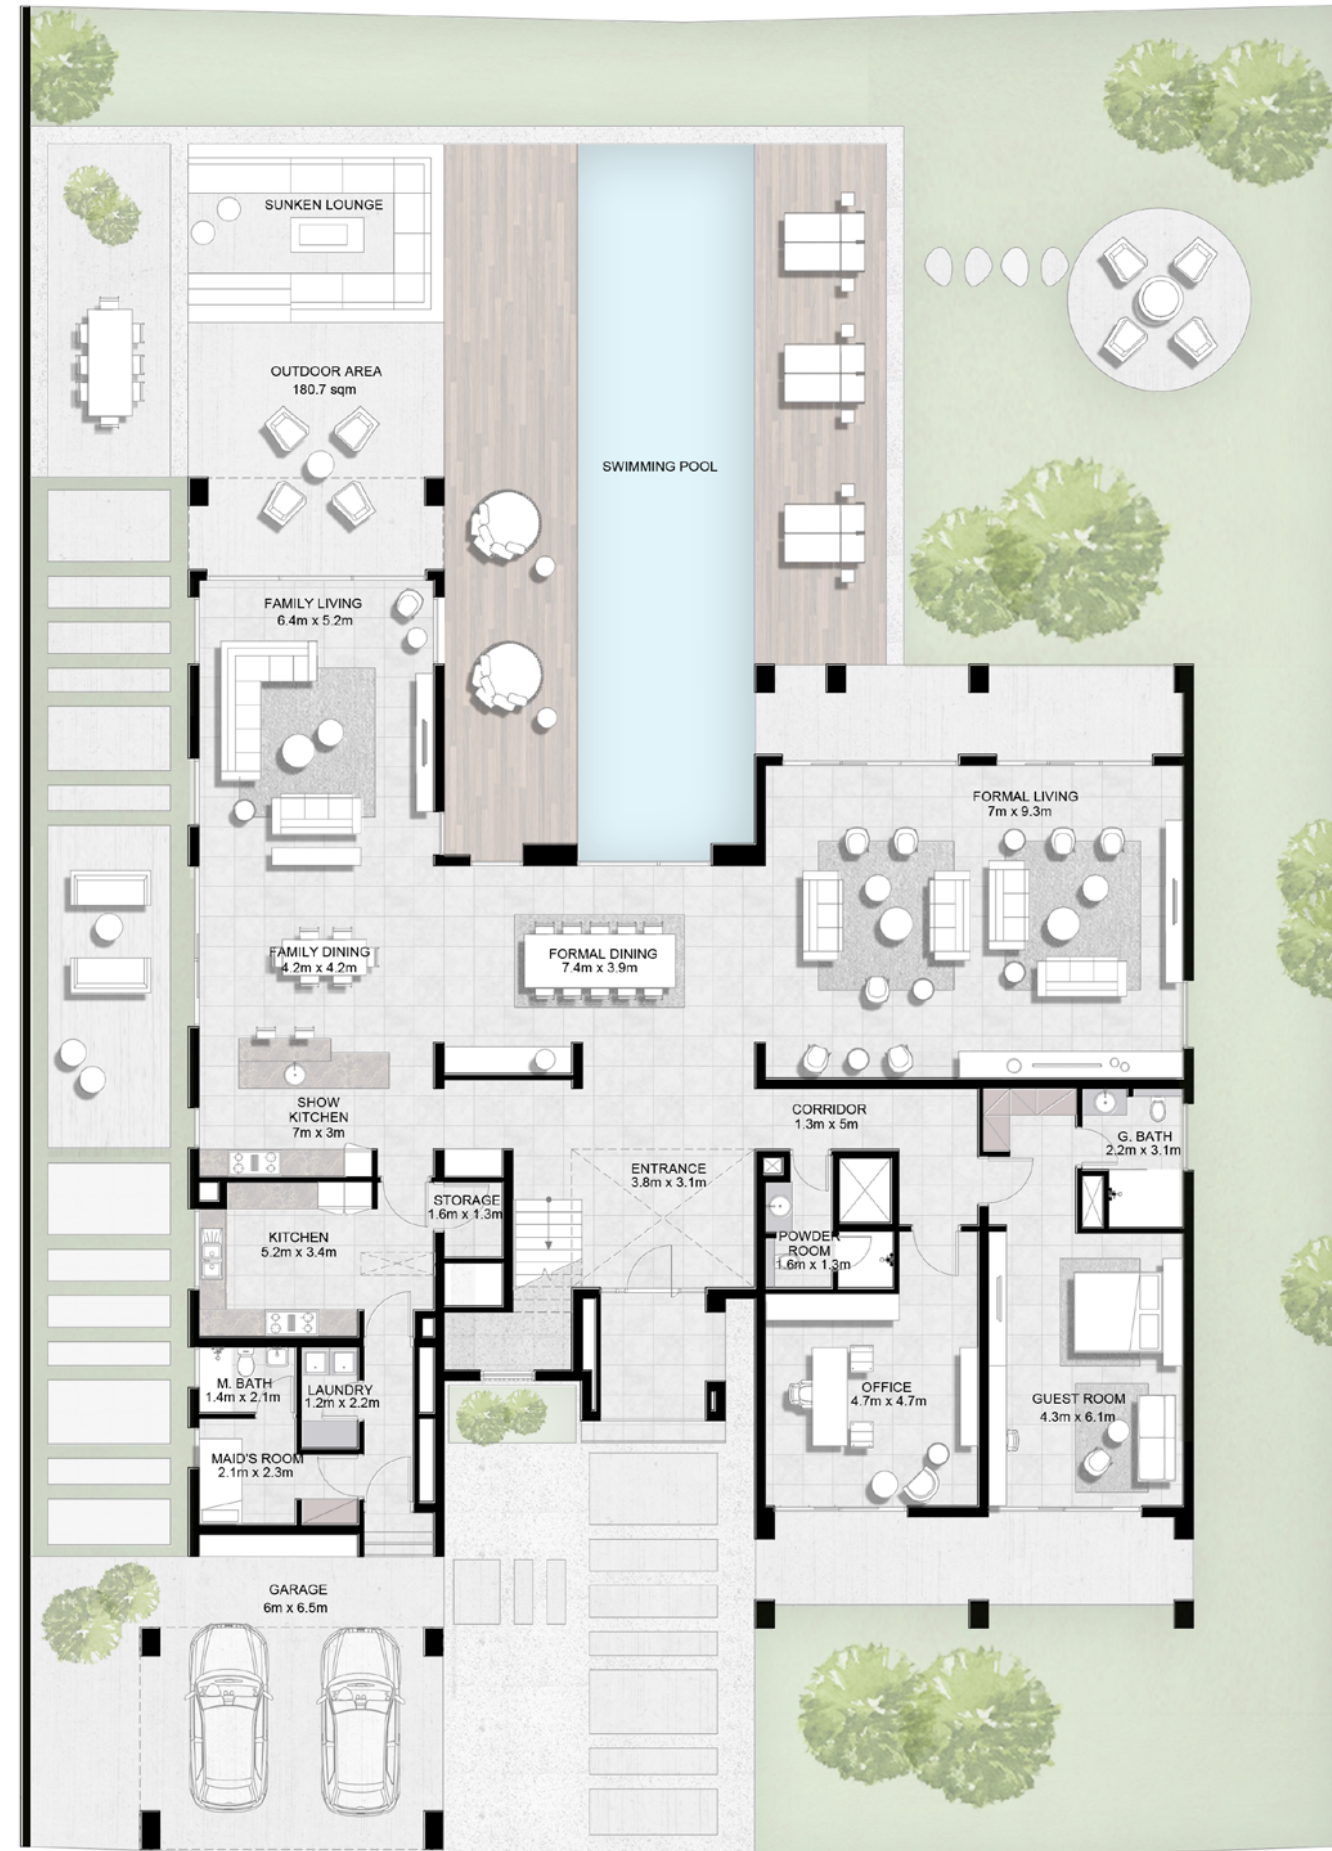 SUNKEN LOUNGE
OUTDOOR AREA
180.7 sqm
SWIMMING POOL
FAMILY LIVING
6.4m x 5.2m
FORMAL LIVING
7m x 9.3m
FAMILY DINING
4.2m x 4.2m
FORMAL DINING
7.4m x 3.9m
SHOW
KITCHEN
7m x 3m
CORRIDOR
1.3m x 5m
G. BATH
2.2m x 3.1m
ENTRANCE
3.8m x 3.1m
STORAGE
1.6m x 1.3m
KITCHEN
5.2m x 3.4m
POWDER
ROOM
1.6m x 1.3m
M. BATH
1.4m x 2.1m
LAUNDRY
1.2m x 2.2m
OFFICE
4.7m x 4.7m
GUEST ROOM
4.3m x 6.1m
MAID'S ROOM
2.1m x 2.3m
GARAGE
6m x 6.5m